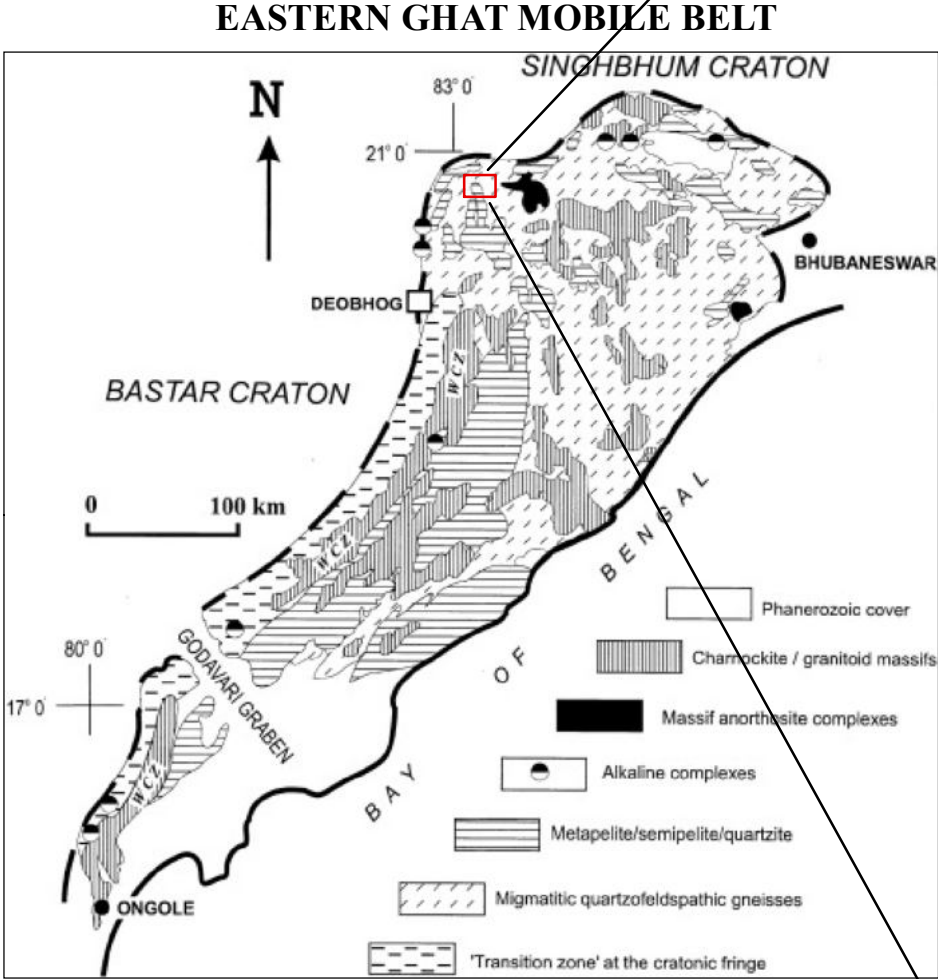 EASTERN GHAT MOBILE BELT
SINGHBHUM CRATON
83° 0'
N
21° 0'
BHUBANESWAR
DEOBHOG
WCZ
BASTAR CRATON
0 100 km
WCZ
BAY OF BENGAL
Phanerozoic cover
80° 0'
GODAVARI GRABEN
Charnockite / granitoid massifs
17° 0'
Massif anorthosite complexes
WCZ
Alkaline complexes
Metapelite/semipelite/quartzite
Migmatitic quartzofeldspathic gneisses
ONGOLE
'Transition zone' at the cratonic fringe